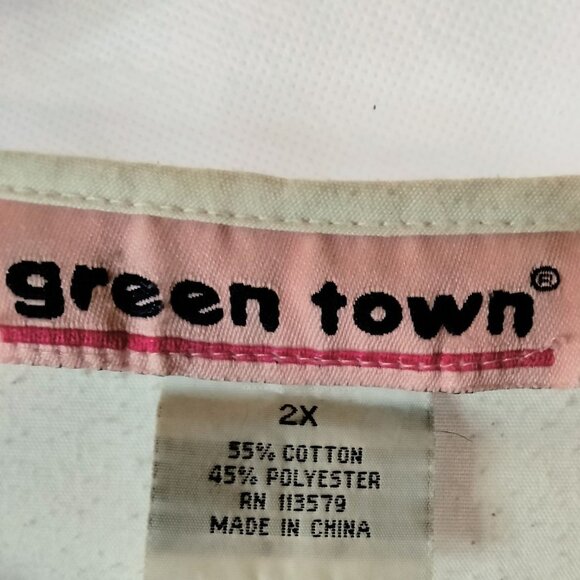 green town®
2X
55% COTTON
45% POLYESTER
RN 113579
MADE IN CHINA